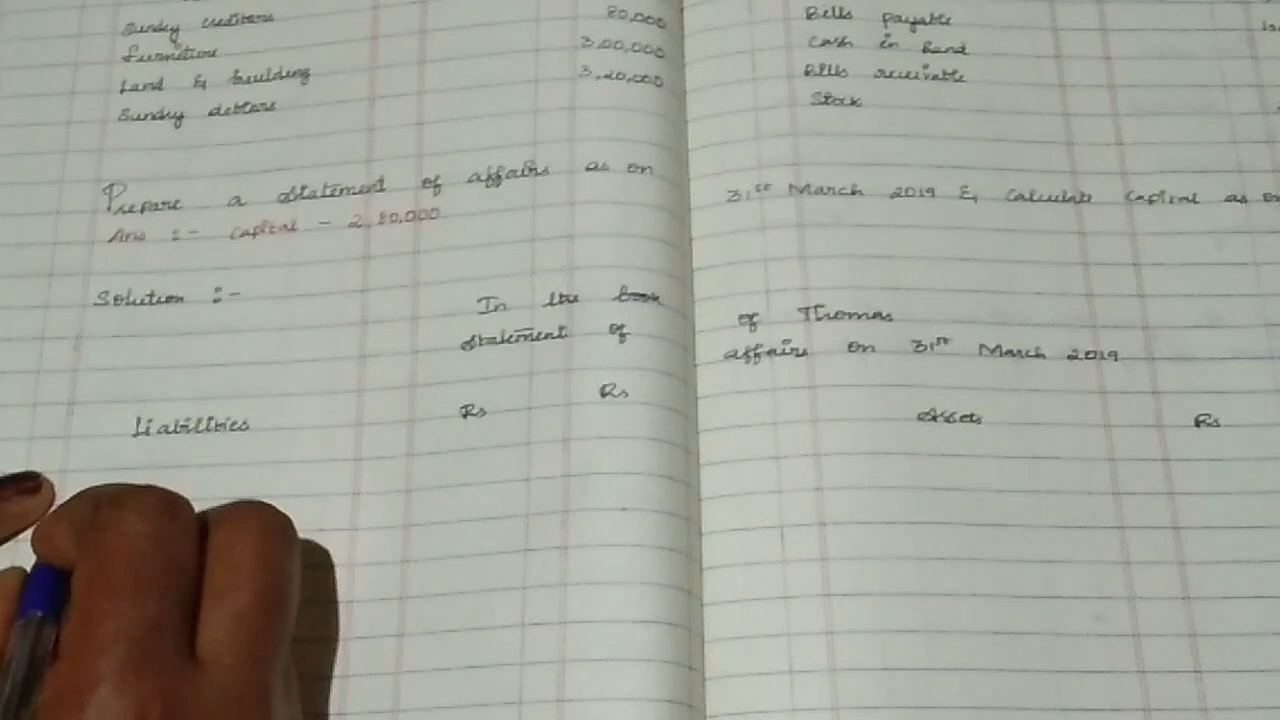 Sundry creditors 80,000 Bills payable
Furniture 3,00,000 Cash in hand
Land & building 3,20,000 Bills receivable
Sundry debtors Stock
Prepare a statement of affairs as on 31st March 2019 & calculate capital as on
Ans :- Capital - 2,80,000
Solution :- In the book of Thomas
statement of affairs on 31st March 2019
Liabilities Rs Rs Assets Rs